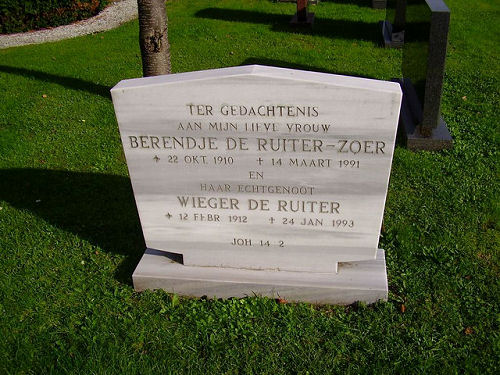 TER GEDACHTENIS
AAN MIJN LIEVE VROUW
BERENDJE DE RUITER-ZOER
* 22 OKT. 1910 + 14 MAART 1991
EN
HAAR ECHTGENOOT
WIEGER DE RUITER
* 12 FEBR 1912 + 24 JAN 1993
JOH 14 2